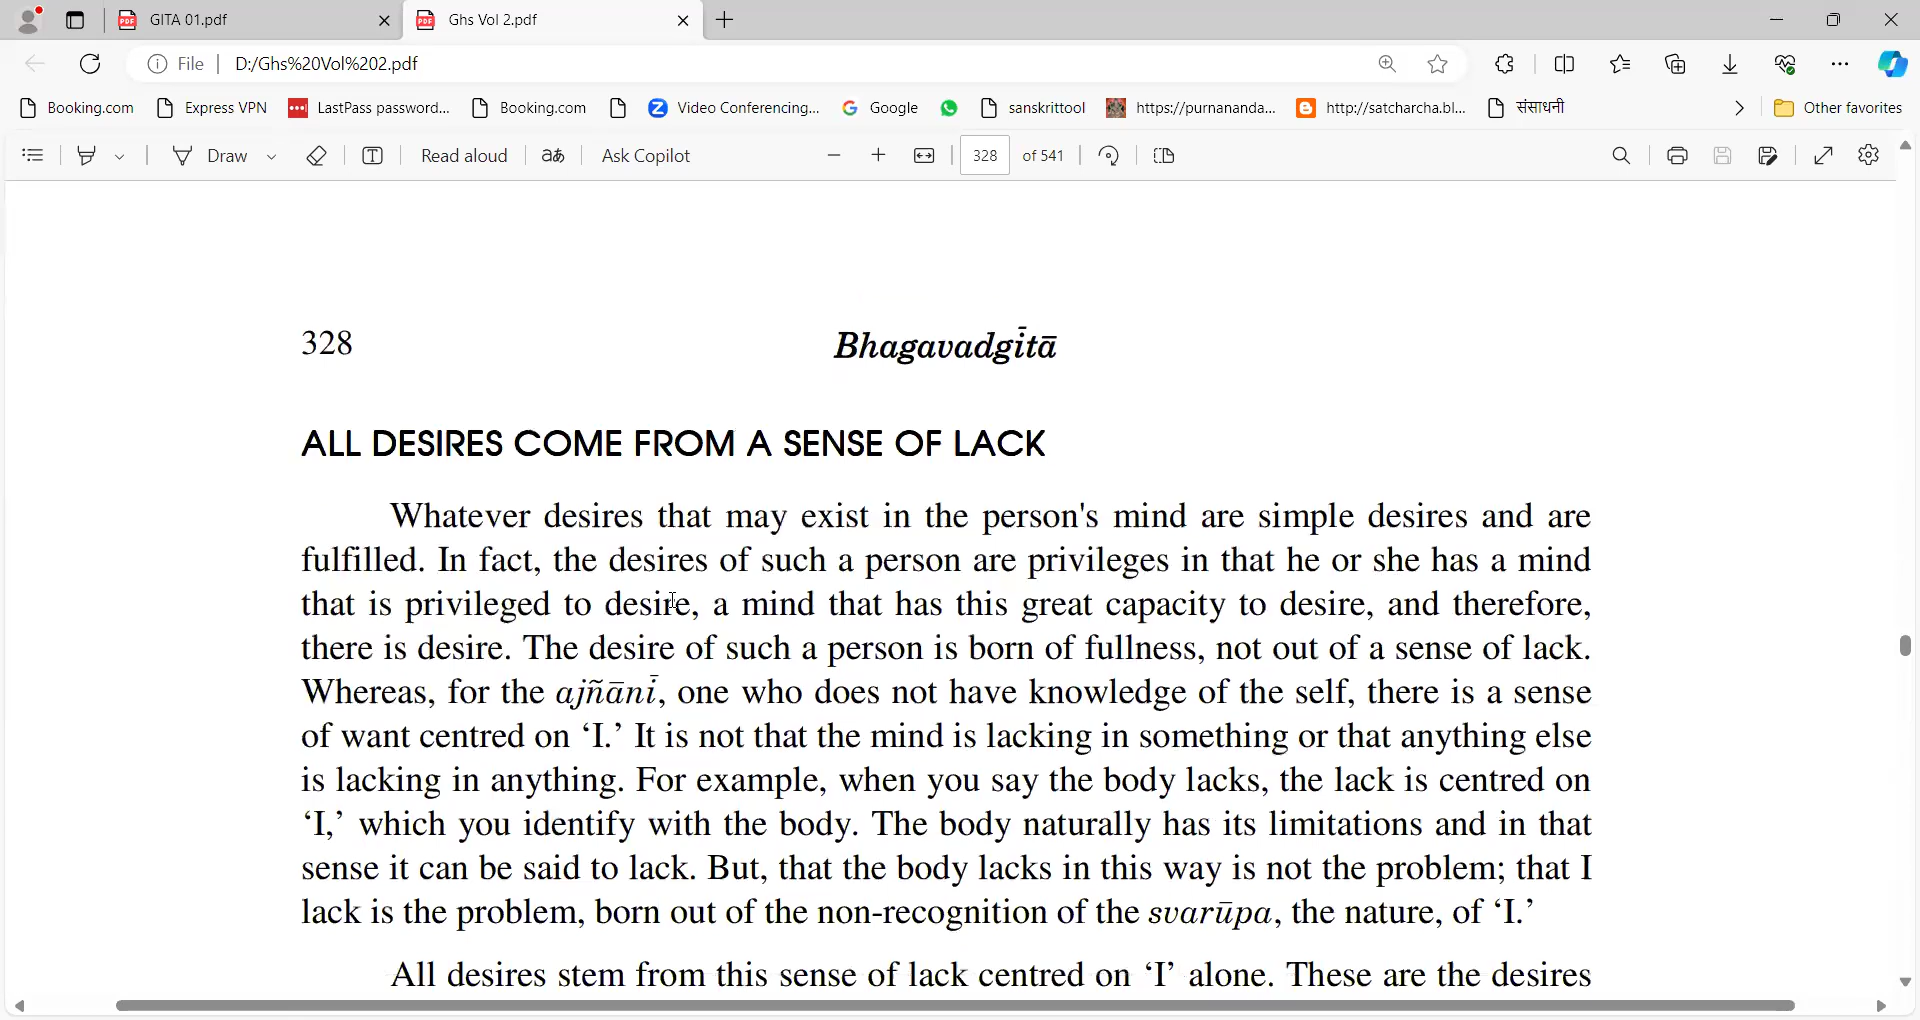 GITA 01.pdf
Ghs Vol 2.pdf
File
D:/Ghs%20Vol%202.pdf
Booking.com
Express VPN
LastPass password...
Booking.com
Video Conferencing...
Google
sanskrittool
https://purnananda...
http://satcharcha.bl...
संसाधनी
Other favorites
Draw
Read aloud
aあ
Ask Copilot
328
of 541
328
Bhagavadgītā
ALL DESIRES COME FROM A SENSE OF LACK
Whatever desires that may exist in the person's mind are simple desires and are
fulfilled. In fact, the desires of such a person are privileges in that he or she has a mind
that is privileged to desire, a mind that has this great capacity to desire, and therefore,
there is desire. The desire of such a person is born of fullness, not out of a sense of lack.
Whereas, for the ajñānī, one who does not have knowledge of the self, there is a sense
of want centred on ‘I.’ It is not that the mind is lacking in something or that anything else
is lacking in anything. For example, when you say the body lacks, the lack is centred on
‘I,’ which you identify with the body. The body naturally has its limitations and in that
sense it can be said to lack. But, that the body lacks in this way is not the problem; that I
lack is the problem, born out of the non-recognition of the svarūpa, the nature, of ‘I.’
All desires stem from this sense of lack centred on ‘I’ alone. These are the desires